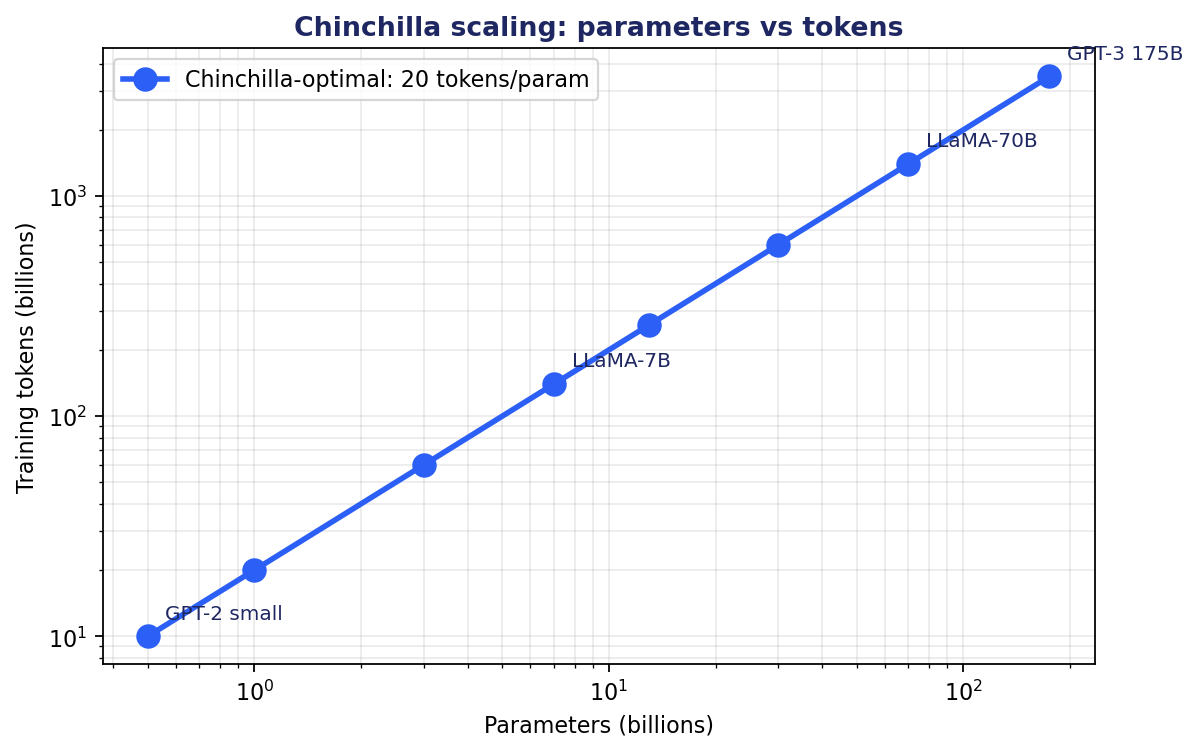 Chinchilla scaling: parameters vs tokens
GPT-3 175B
Chinchilla-optimal: 20 tokens/param
LLaMA-70B
LLaMA-7B
GPT-2 small
Training tokens (billions)
10³
10²
10¹
10⁰
10¹
10²
Parameters (billions)